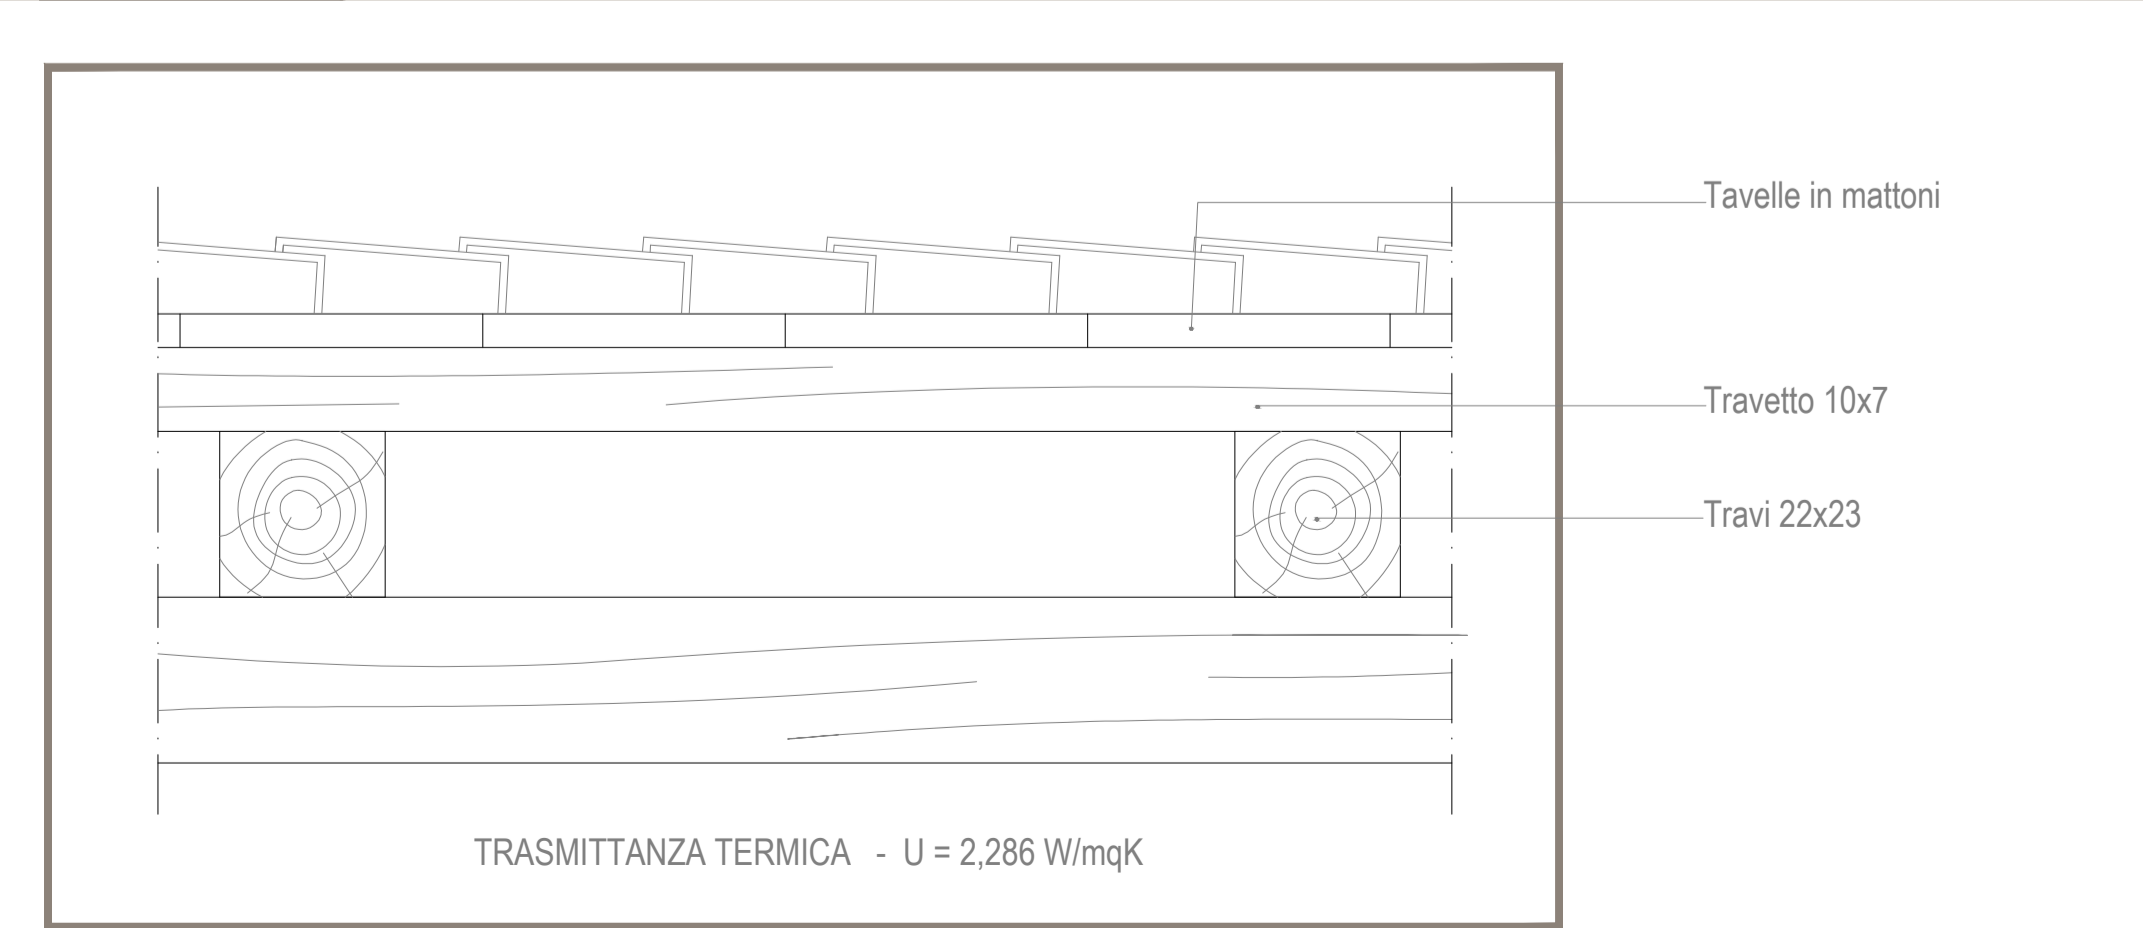 Tavelle in mattoni
Travetto 10x7
Travi 22x23
TRASMITTANZA TERMICA - U = 2,286 W/mqK